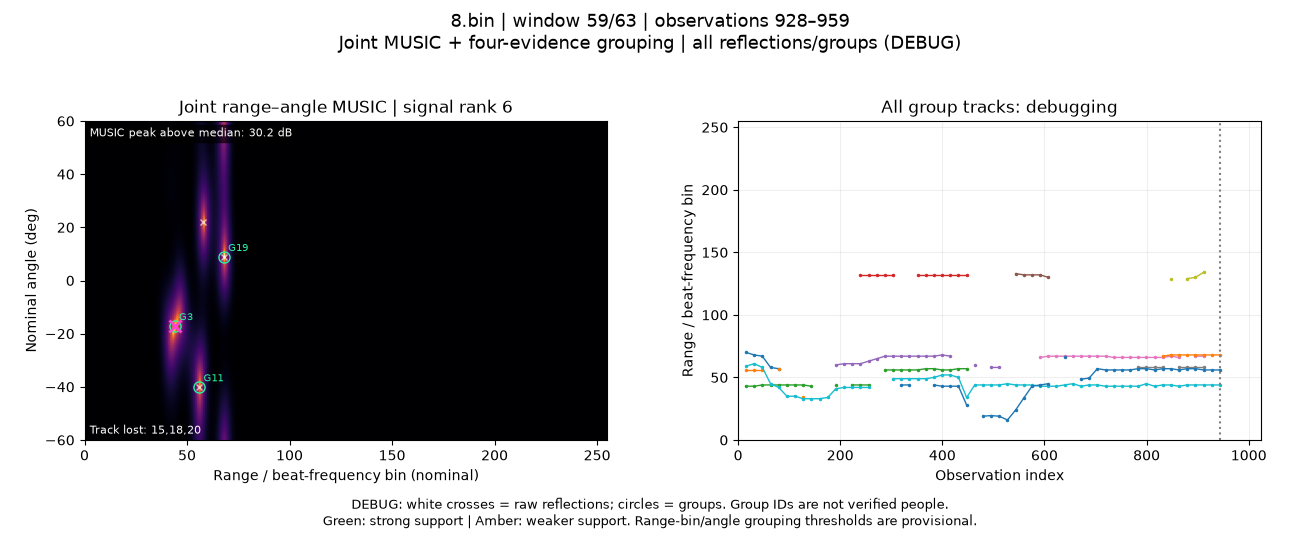 8.bin | window 59/63 | observations 928–959
Joint MUSIC + four-evidence grouping | all reflections/groups (DEBUG)
Joint range–angle MUSIC | signal rank 6
MUSIC peak above median: 30.2 dB
60
40
20
0
−20
−40
−60
Nominal angle (deg)
G19
G3
G11
Track lost: 15,18,20
0
50
100
150
200
250
Range / beat-frequency bin (nominal)
All group tracks: debugging
250
200
150
100
50
0
Range / beat-frequency bin
0
200
400
600
800
1000
Observation index
DEBUG: white crosses = raw reflections; circles = groups. Group IDs are not verified people.
Green: strong support | Amber: weaker support. Range-bin/angle grouping thresholds are provisional.